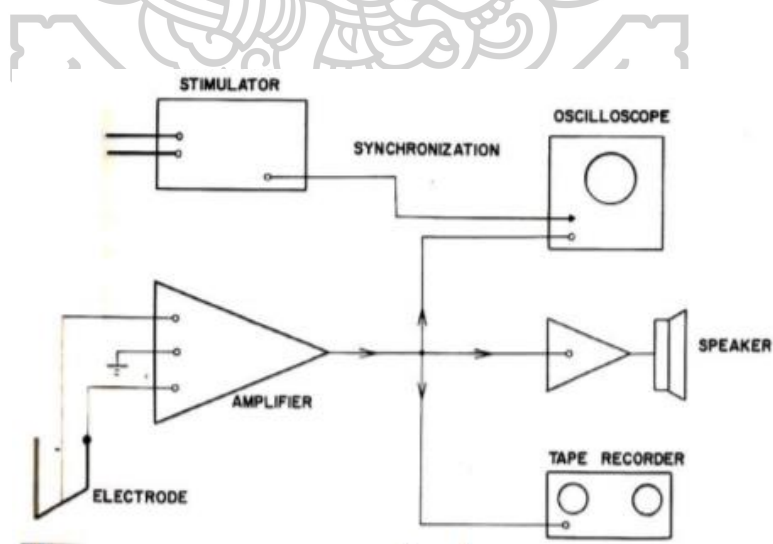 STIMULATOR
OSCILLOSCOPE
SYNCHRONIZATION
SPEAKER
AMPLIFIER
TAPE RECORDER
ELECTRODE